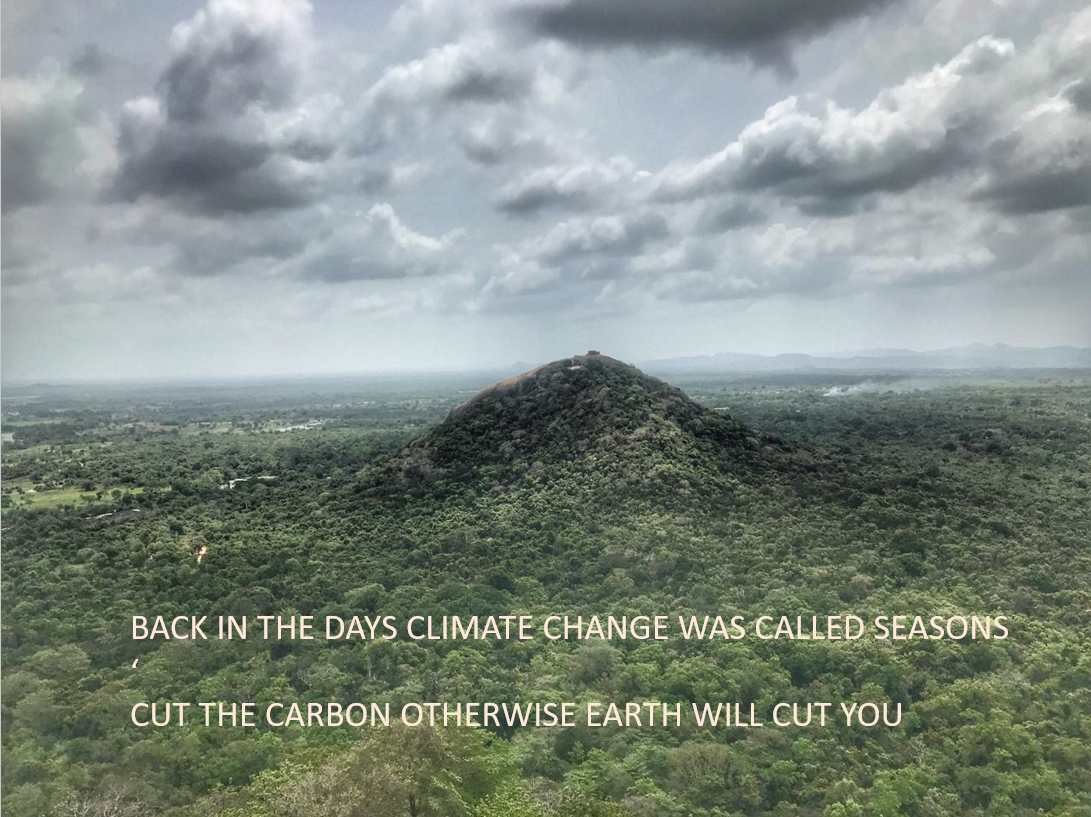 BACK IN THE DAYS CLIMATE CHANGE WAS CALLED SEASONS
‘
CUT THE CARBON OTHERWISE EARTH WILL CUT YOU